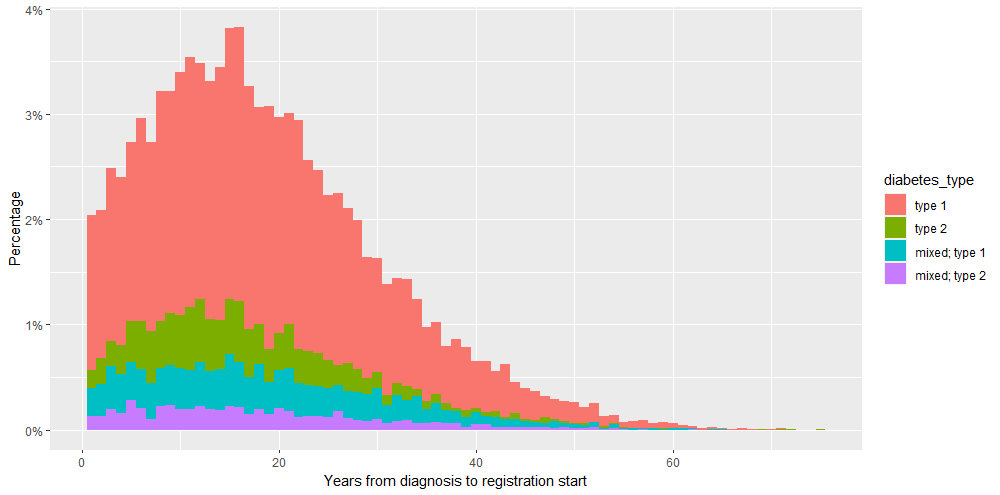 4%
3%
2%
1%
0%
Percentage
0 20 40 60
Years from diagnosis to registration start
diabetes_type
type 1
type 2
mixed; type 1
mixed; type 2